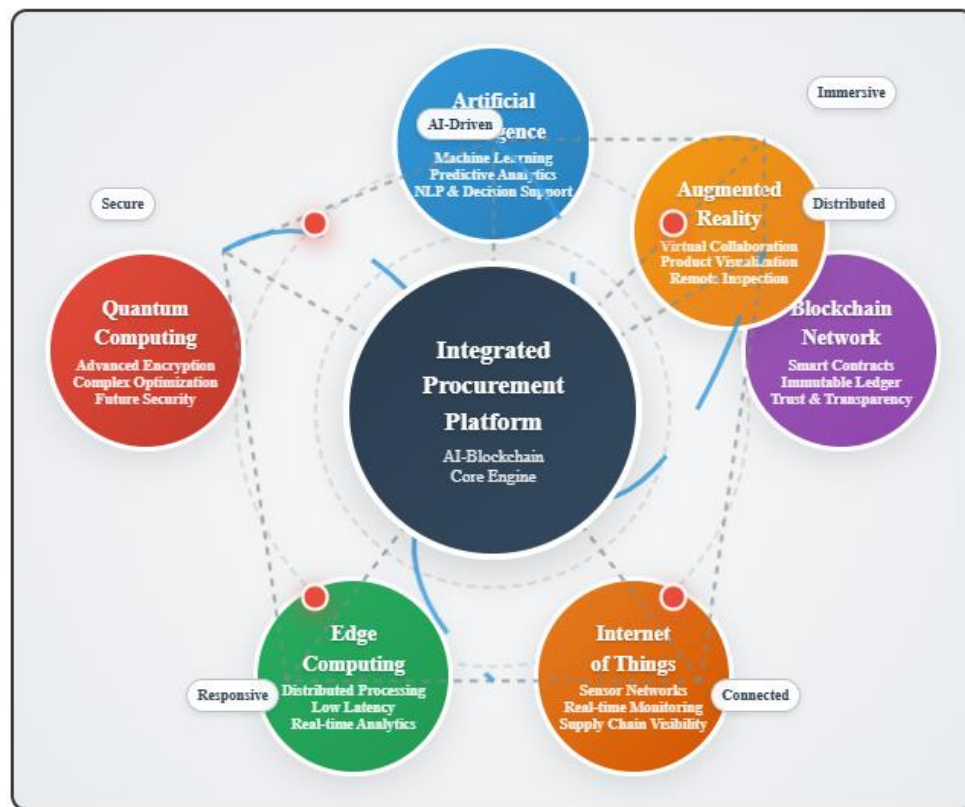 Immersive
Artificial
AI-Driven
gence
Machine Learning
Predictive Analytics
NLP & Decision Support
Secure
Augmented
Reality
Distributed
Virtual Collaboration
Product Visualization
Remote Inspection
Quantum
Computing
Advanced Encryption
Complex Optimization
Future Security
Blockchain
Network
Smart Contracts
Immutable Ledger
Trust & Transparency
Integrated
Procurement
Platform
AI-Blockchain
Core Engine
Edge
Computing
Distributed Processing
Low Latency
Real-time Analytics
Responsive
Internet
of Things
Sensor Networks
Real-time Monitoring
Supply Chain Visibility
Connected